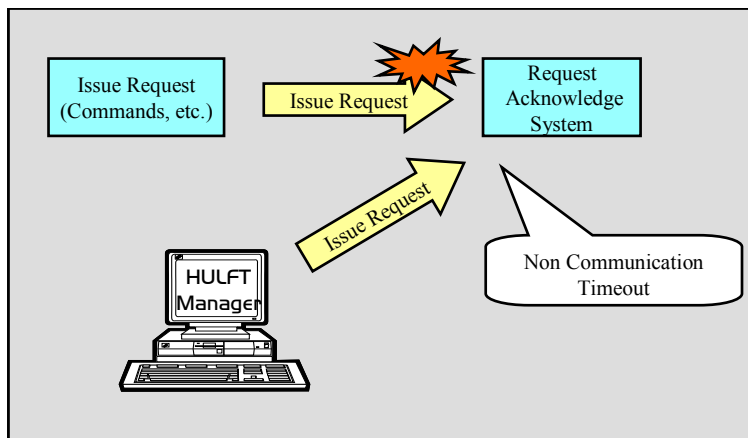 Issue Request
(Commands, etc.)
Issue Request
Request
Acknowledge
System
Issue Request
Non Communication
Timeout
HULFT
Manager